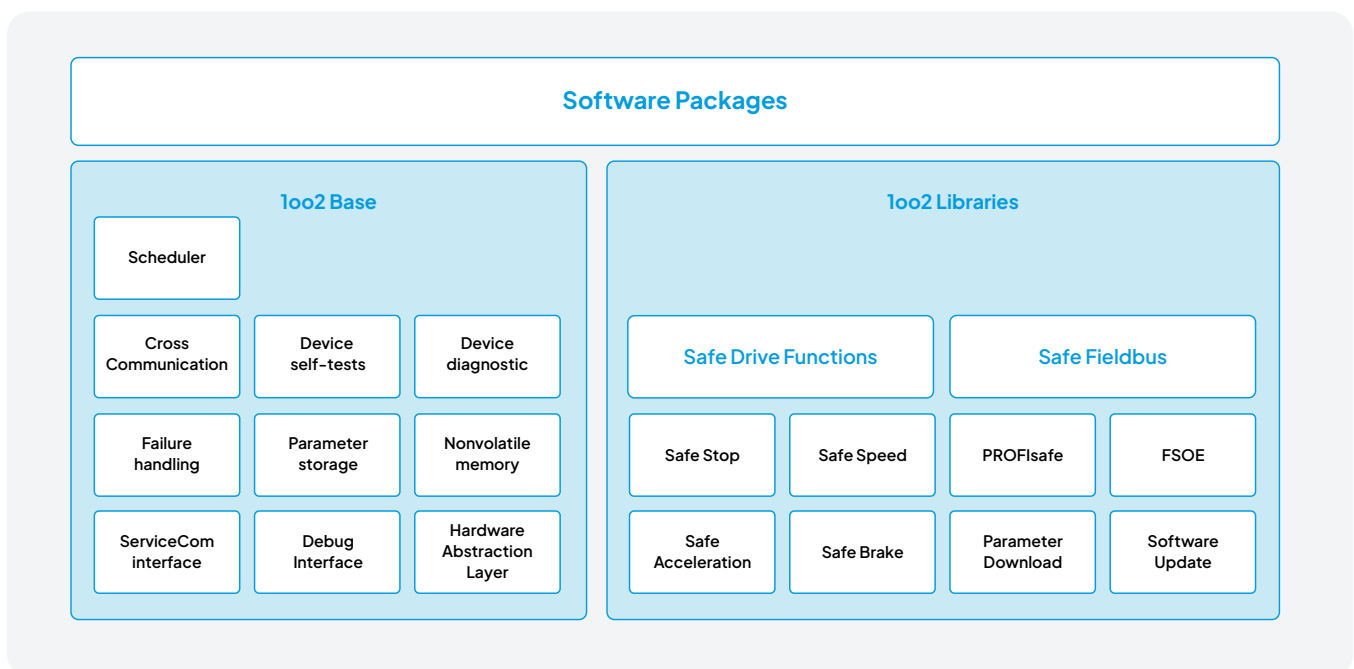 Software Packages
1oo2 Base
Scheduler
Cross
Communication
Device
self-tests
Device
diagnostic
Failure
handling
Parameter
storage
Nonvolatile
memory
ServiceCom
interface
Debug
Interface
Hardware
Abstraction
Layer
1oo2 Libraries
Safe Drive Functions
Safe Fieldbus
Safe Stop
Safe Speed
PROFIsafe
FSOE
Safe
Acceleration
Safe Brake
Parameter
Download
Software
Update